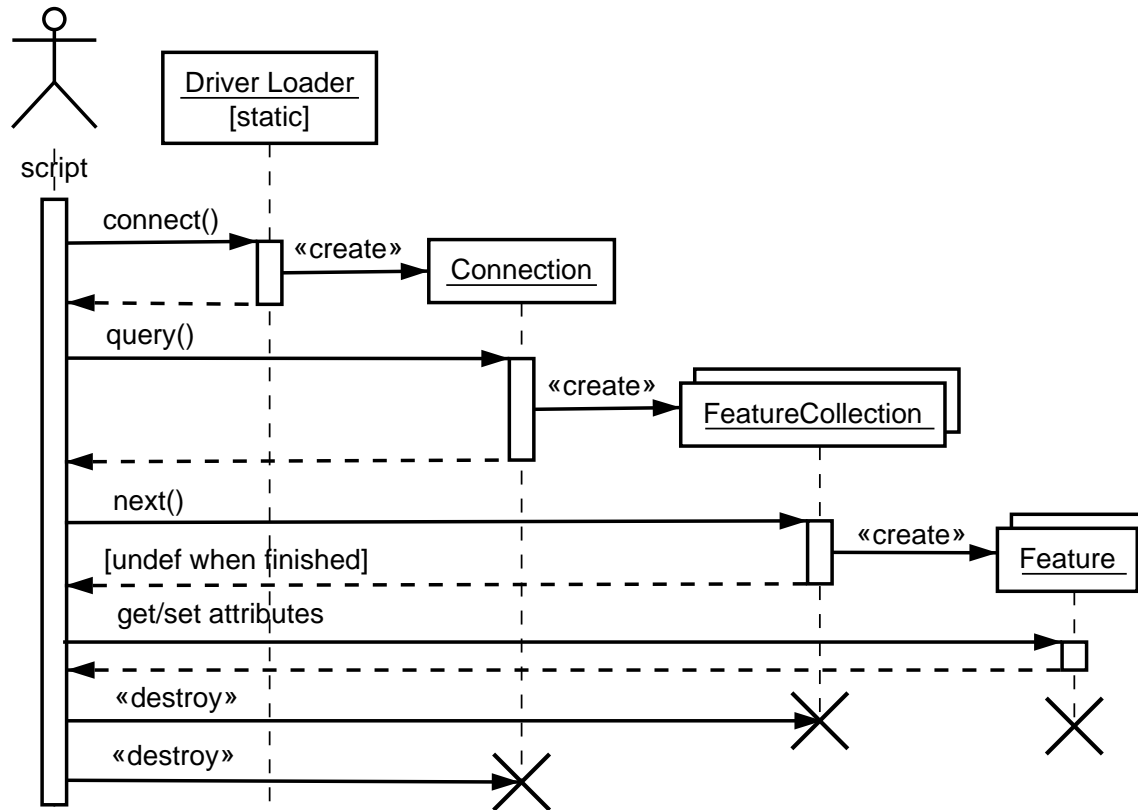 Driver Loader
[static]
script
connect()
«create»
Connection
query()
«create»
FeatureCollection
next()
«create»
[undef when finished]
Feature
get/set attributes
«destroy»
«destroy»